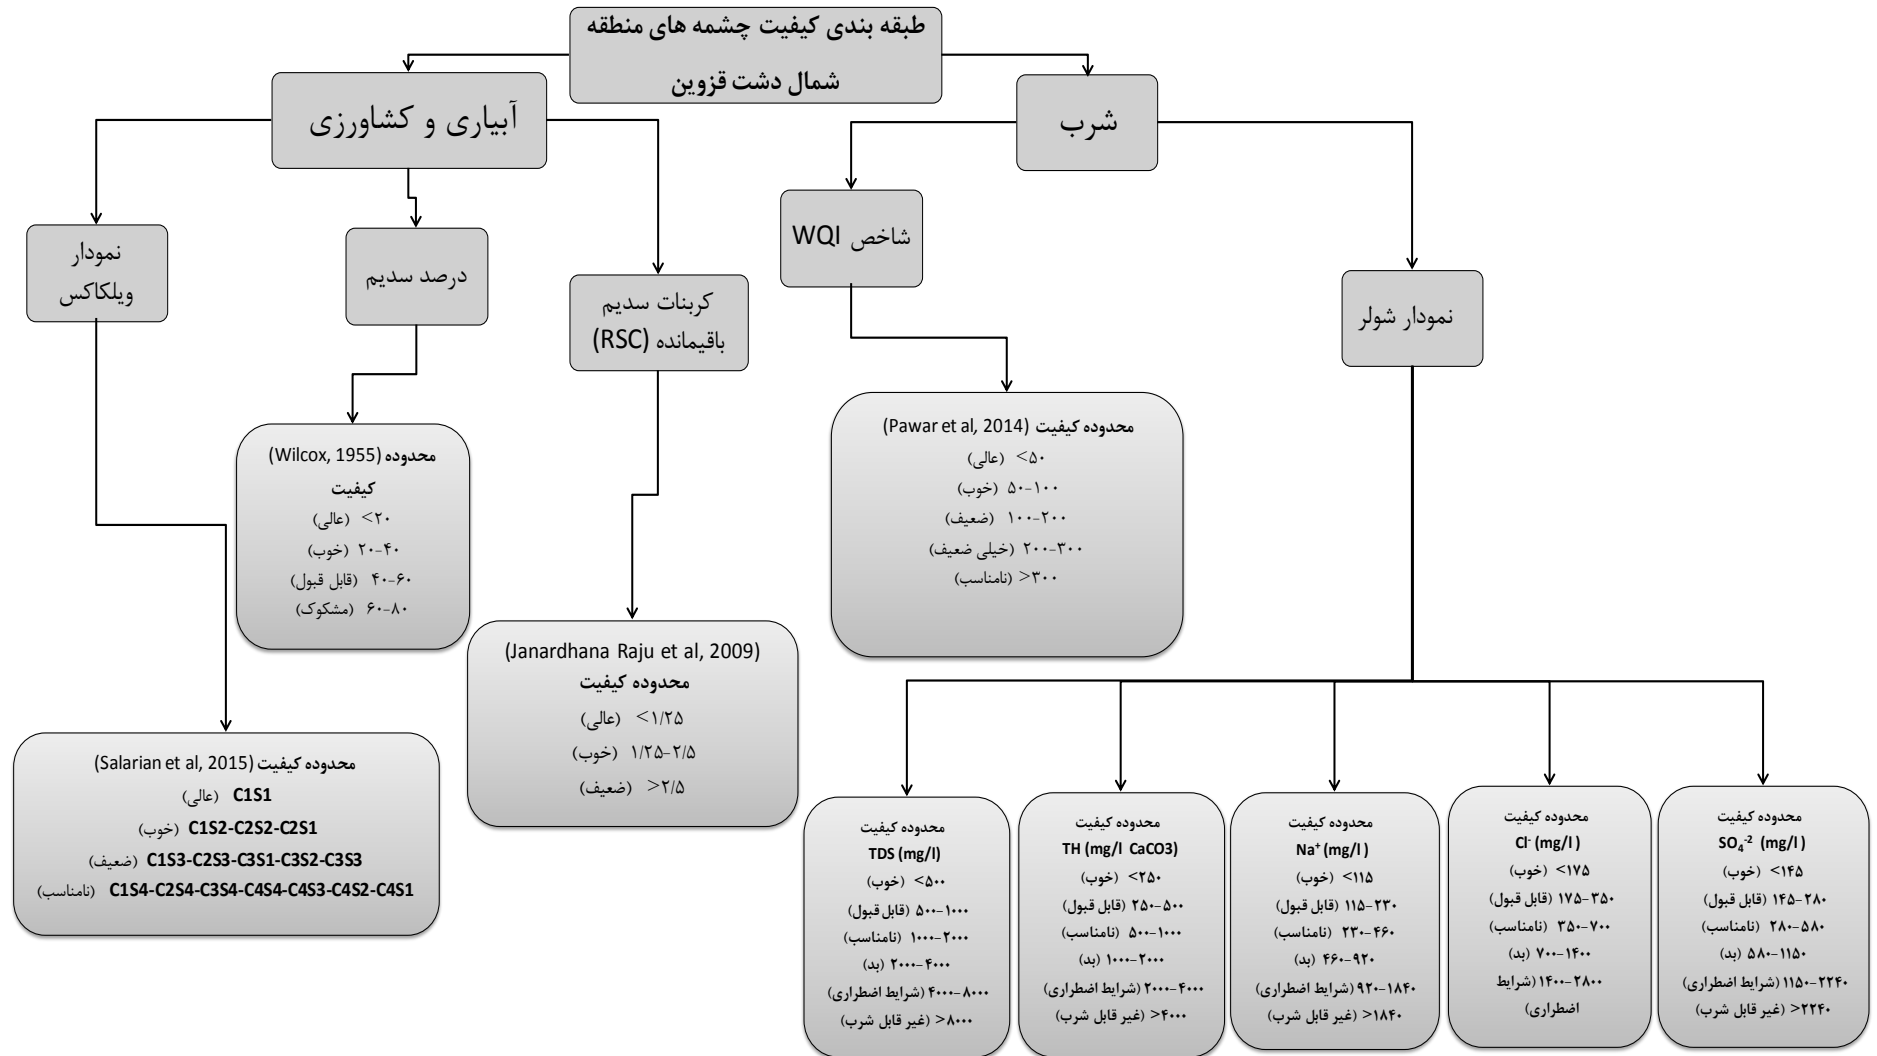 طبقه بندی کیفیت چشمه های منطقه
شمال دشت قزوین
شرب
آبیاری و کشاورزی
نمودار شولر
شاخص WQI
کربنات سدیم
باقیمانده (RSC)
درصد سدیم
نمودار
ویلکاکس
محدوده کیفیت (Pawar et al, 2014)
<۵۰ (عالی)
۵۰-۱۰۰ (خوب)
۱۰۰-۲۰۰ (ضعیف)
۲۰۰-۳۰۰ (خیلی ضعیف)
>۳۰۰ (نامناسب)
محدوده (Wilcox, 1955)
کیفیت
<۲۰ (عالی)
۲۰-۴۰ (خوب)
۴۰-۶۰ (قابل قبول)
۶۰-۸۰ (مشکوک)
(Janardhana Raju et al, 2009)
محدوده کیفیت
<۱/۲۵ (عالی)
۱/۲۵-۲/۵ (خوب)
>۲/۵ (ضعیف)
محدوده کیفیت (Salarian et al, 2015)
C1S1 (عالی)
C1S2-C2S2-C2S1 (خوب)
C1S3-C2S3-C3S1-C3S2-C3S3 (ضعیف)
C1S4-C2S4-C3S4-C4S4-C4S3-C4S2-C4S1 (نامناسب)
محدوده کیفیت
SO₄⁻² (mg/l)
<۱۴۵ (خوب)
۱۴۵-۲۸۰ (قابل قبول)
۲۸۰-۵۸۰ (نامناسب)
۵۸۰-۱۱۵۰ (بد)
۱۱۵۰-۲۲۴۰ (شرایط اضطراری)
>۲۲۴۰ (غیر قابل شرب)
محدوده کیفیت
Cl⁻ (mg/l)
<۱۷۵ (خوب)
۱۷۵-۳۵۰ (قابل قبول)
۳۵۰-۷۰۰ (نامناسب)
۷۰۰-۱۴۰۰ (بد)
۱۴۰۰-۲۸۰۰ (شرایط
اضطراری)
محدوده کیفیت
Na⁺ (mg/l)
<۱۱۵ (خوب)
۱۱۵-۲۳۰ (قابل قبول)
۲۳۰-۴۶۰ (نامناسب)
۴۶۰-۹۲۰ (بد)
۹۲۰-۱۸۴۰ (شرایط اضطراری)
>۱۸۴۰ (غیر قابل شرب)
محدوده کیفیت
TH (mg/l CaCO3)
<۲۵۰ (خوب)
۲۵۰-۵۰۰ (قابل قبول)
۵۰۰-۱۰۰۰ (نامناسب)
۱۰۰۰-۲۰۰۰ (بد)
۲۰۰۰-۴۰۰۰ (شرایط اضطراری)
>۴۰۰۰ (غیر قابل شرب)
محدوده کیفیت
TDS (mg/l)
<۵۰۰ (خوب)
۵۰۰-۱۰۰۰ (قابل قبول)
۱۰۰۰-۲۰۰۰ (نامناسب)
۲۰۰۰-۴۰۰۰ (بد)
۴۰۰۰-۸۰۰۰ (شرایط اضطراری)
>۸۰۰۰ (غیر قابل شرب)